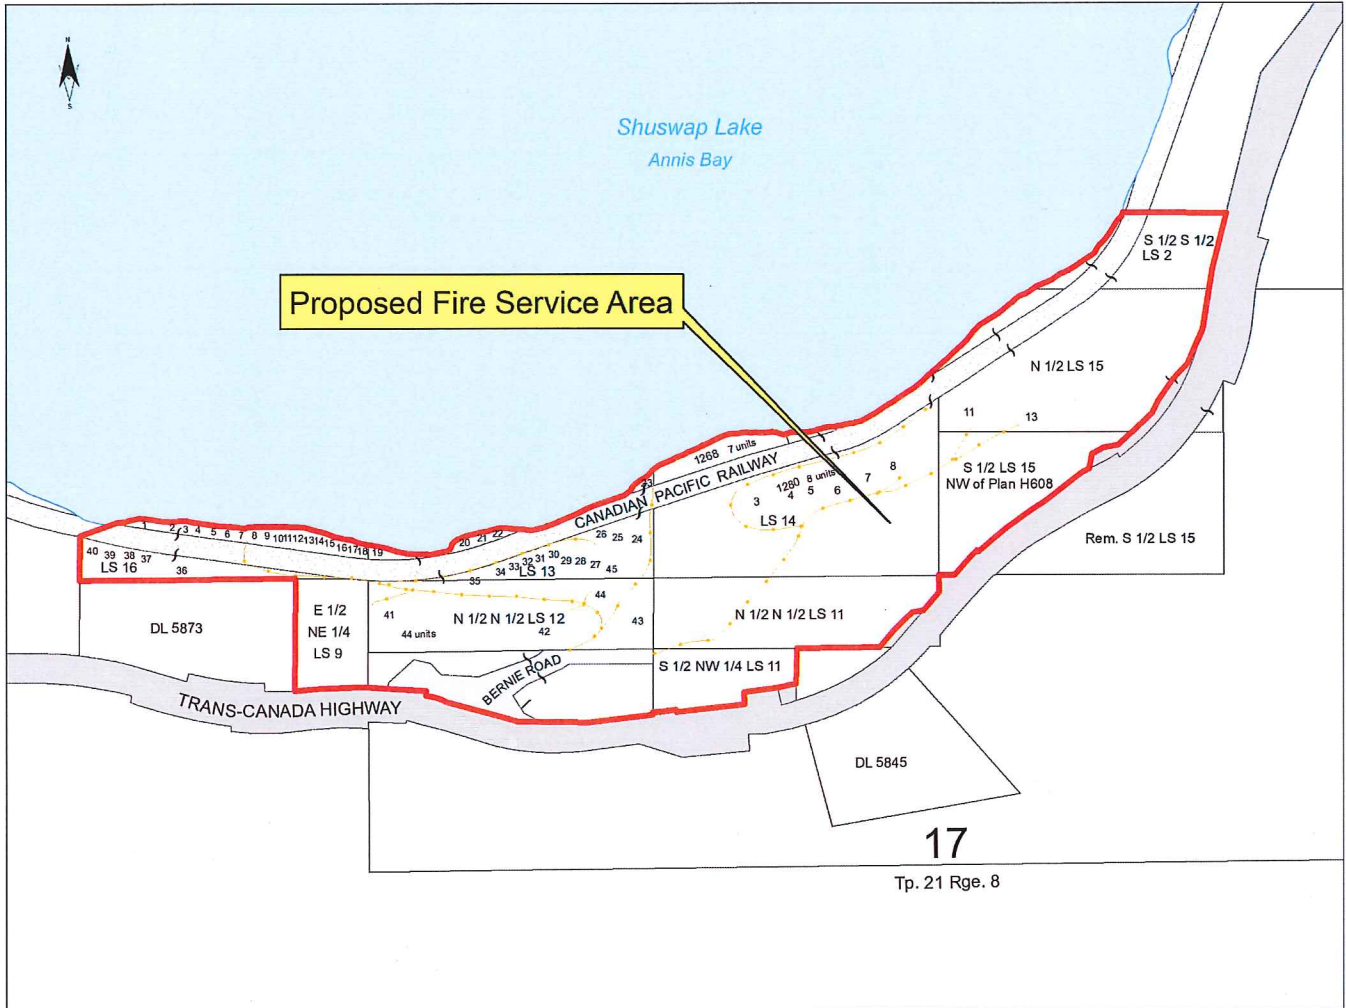 N
S
Shuswap Lake
Annis Bay
S 1/2 S 1/2
LS 2
Proposed Fire Service Area
N 1/2 LS 15
11
13
1268 7 units
CANADIAN PACIFIC RAILWAY
S 1/2 LS 15
NW of Plan H608
1280 8 units
3
4
5
6
7
8
LS 14
Rem. S 1/2 LS 15
23
1
2
3
4
5
6
7
8
9
10
11
12
13
14
15
16
17
18
19
20
21
22
26
25
24
40
39
38
37
LS 16
36
35
34
33
32
31
30
29
28
27
45
LS 13
44
E 1/2
NE 1/4
LS 9
DL 5873
41
N 1/2 N 1/2 LS 12
44 units
42
43
N 1/2 N 1/2 LS 11
BERNIE ROAD
S 1/2 NW 1/4 LS 11
TRANS-CANADA HIGHWAY
DL 5845
17
Tp. 21 Rge. 8